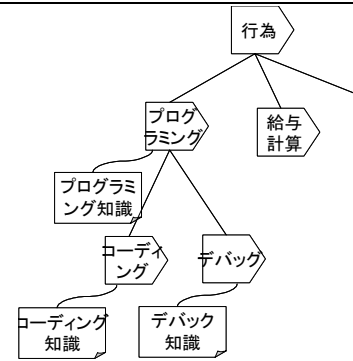 行為
プログ
ラミング
給与
計算
プログラミ
ング知識
コーディ
ング
デバッグ
コーディング
知識
デバック
知識